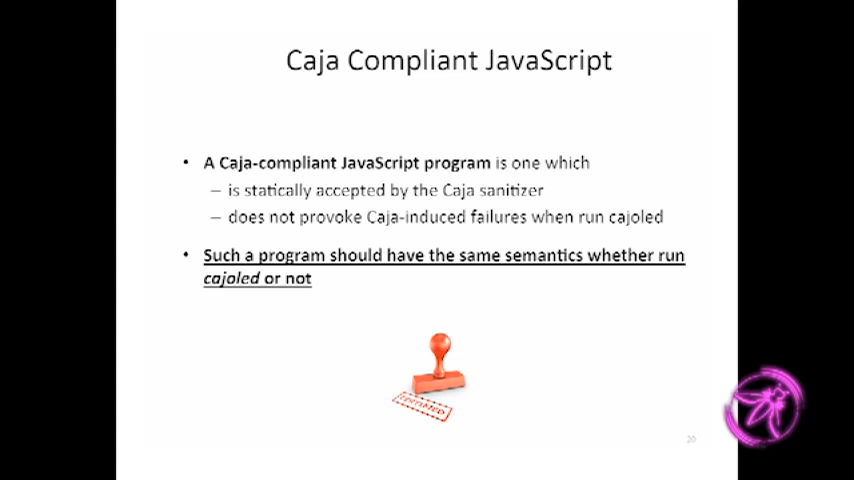 Caja Compliant JavaScript
• A Caja-compliant JavaScript program is one which
– is statically accepted by the Caja sanitizer
– does not provoke Caja-induced failures when run cajoled
• Such a program should have the same semantics whether run
cajoled or not
CERTIFIED
20